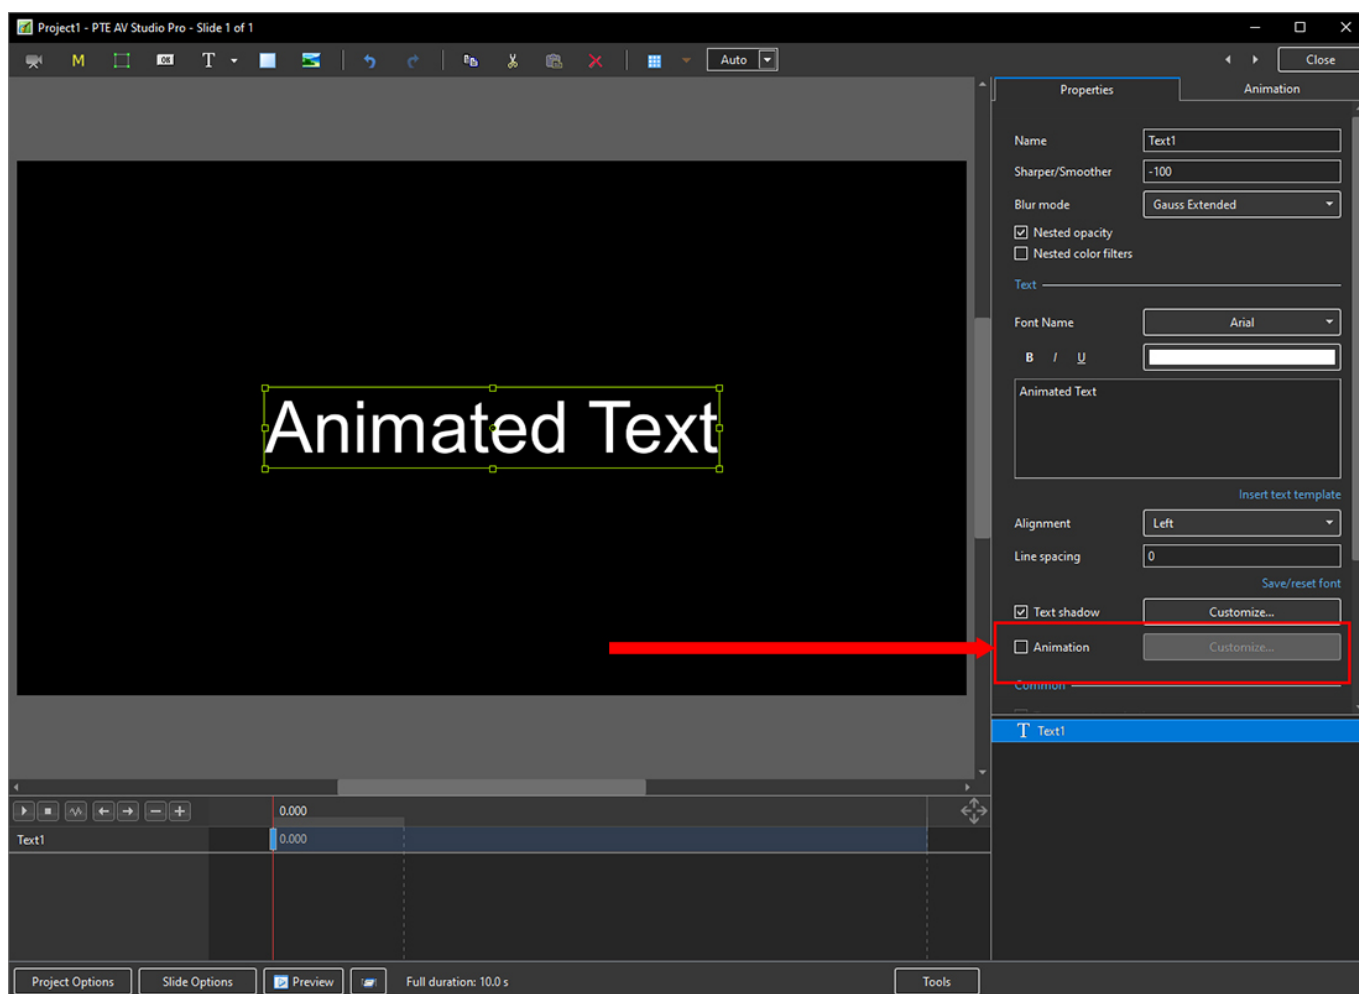 Project1 - PTE AV Studio Pro - Slide 1 of 1
M
OK
T
Auto
Close
Properties
Animation
Name
Text1
Sharper/Smoother
-100
Blur mode
Gauss Extended
Nested opacity
Nested color filters
Text
Font Name
Arial
B I U
Animated Text
Animated Text
Insert text template
Alignment
Left
Line spacing
0
Save/reset font
Text shadow
Customize...
Animation
Customize...
Common
T Text1
0.000
Text1
0.000
Project Options
Slide Options
Preview
Full duration: 10.0 s
Tools